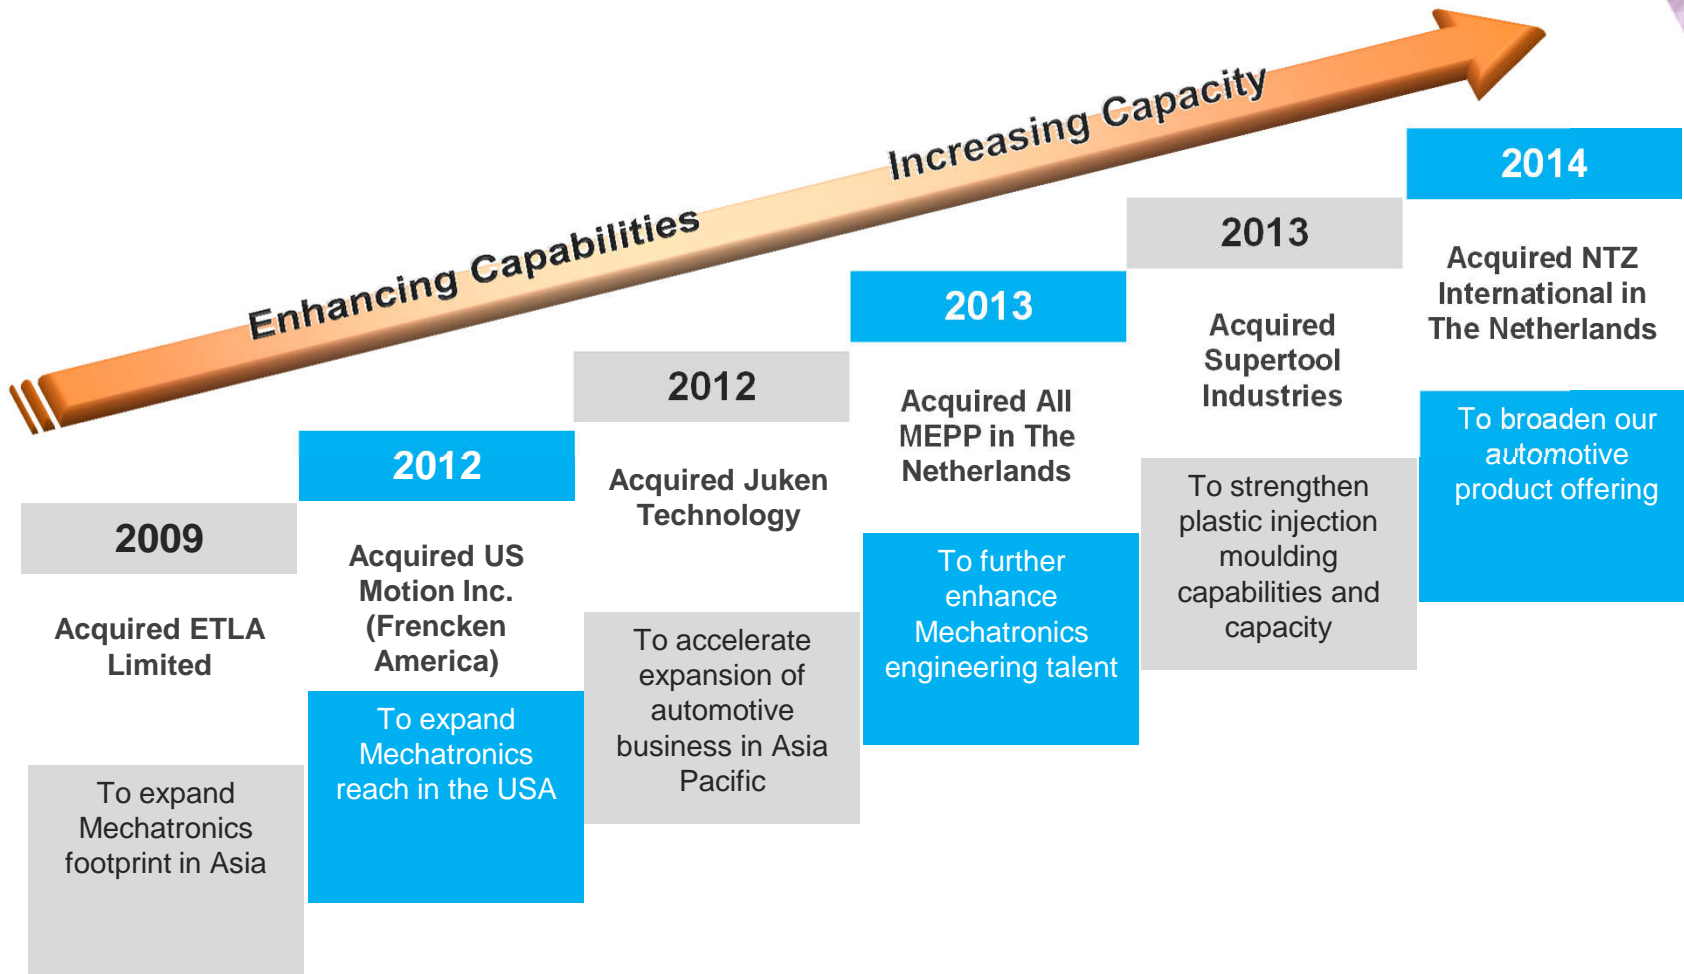 Enhancing Capabilities
Increasing Capacity
2009
Acquired ETLA
Limited
To expand
Mechatronics
footprint in Asia
2012
Acquired US
Motion Inc.
(Frencken
America)
To expand
Mechatronics
reach in the USA
2012
Acquired Juken
Technology
To accelerate
expansion of
automotive
business in Asia
Pacific
2013
Acquired All
MEPP in The
Netherlands
To further
enhance
Mechatronics
engineering talent
2013
Acquired
Supertool
Industries
To strengthen
plastic injection
moulding
capabilities and
capacity
2014
Acquired NTZ
International in
The Netherlands
To broaden our
automotive
product offering